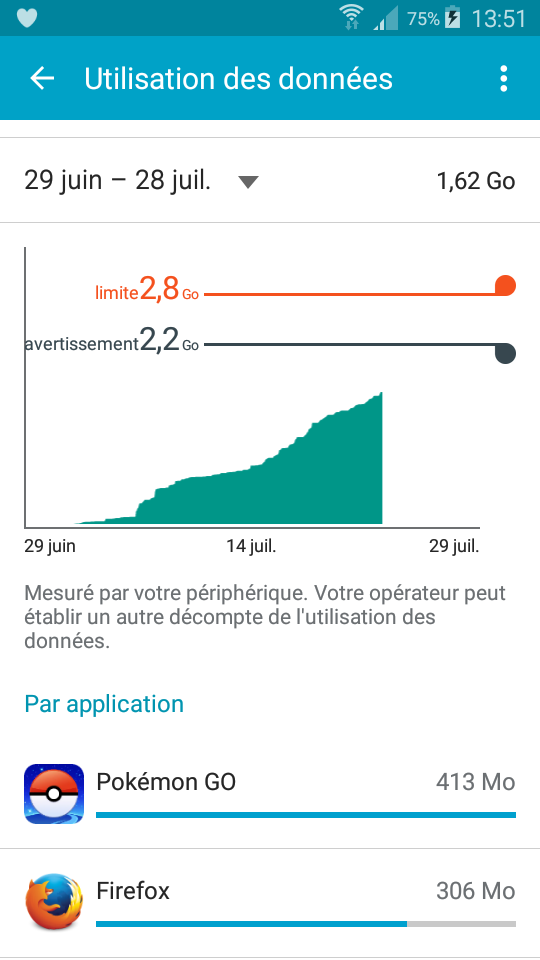 75% 13:51
Utilisation des données
29 juin – 28 juil. 1,62 Go
limite 2,8 Go
avertissement 2,2 Go
29 juin 14 juil. 29 juil.
Mesuré par votre périphérique. Votre opérateur peut
établir un autre décompte de l'utilisation des
données.
Par application
Pokémon GO 413 Mo
Firefox 306 Mo